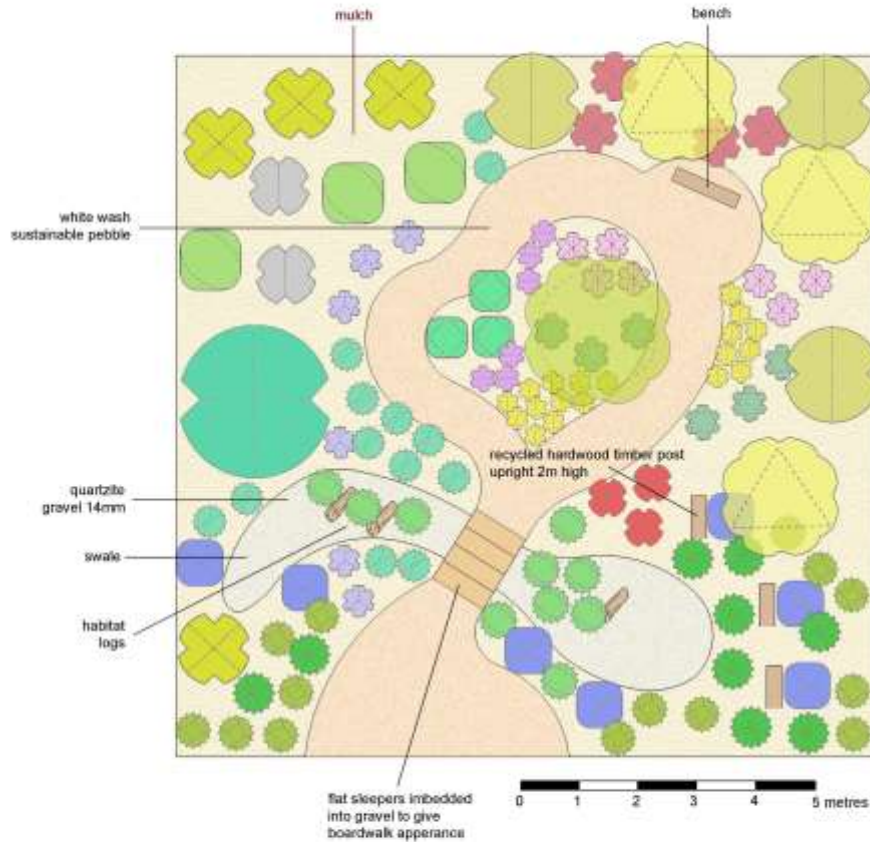 mulch
bench
white wash
sustainable pebble
recycled hardwood timber post
upright 2m high
quartzite
gravel 14mm
swale
habitat
logs
flat sleepers imbedded
into gravel to give
boardwalk apperance
0 1 2 3 4 5 metres